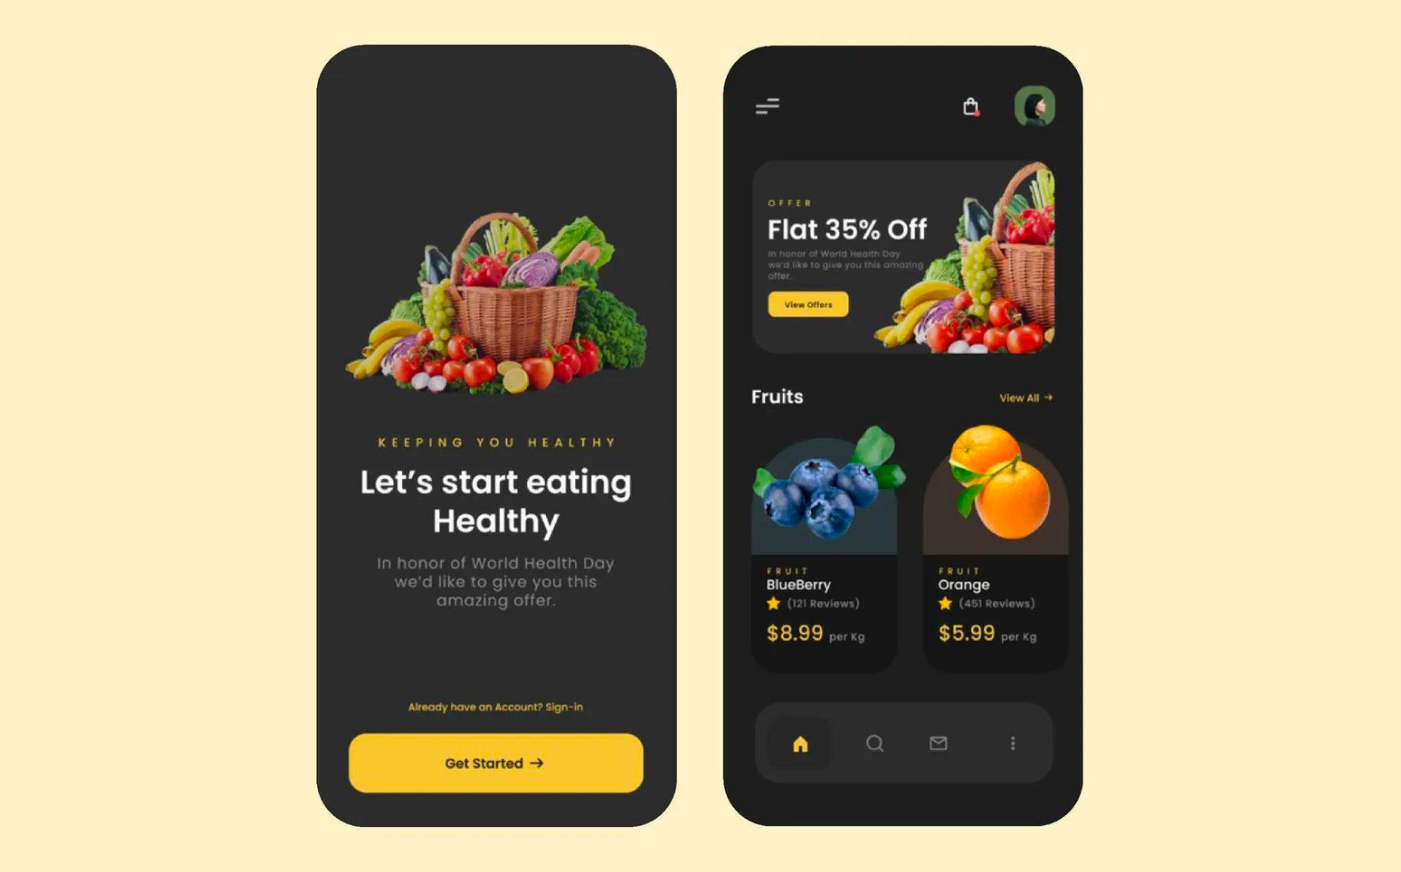 KEEPING YOU HEALTHY
Let's start eating
Healthy
In honor of World Health Day
we'd like to give you this
amazing offer.
Already have an Account? Sign-in
Get Started →
OFFER
Flat 35% Off
In honor of World Health Day
we'd like to give you this amazing
offer.
View Offers
Fruits
View All →
FRUIT
BlueBerry
(121 Reviews)
$8.99 per Kg
FRUIT
Orange
(451 Reviews)
$5.99 per Kg